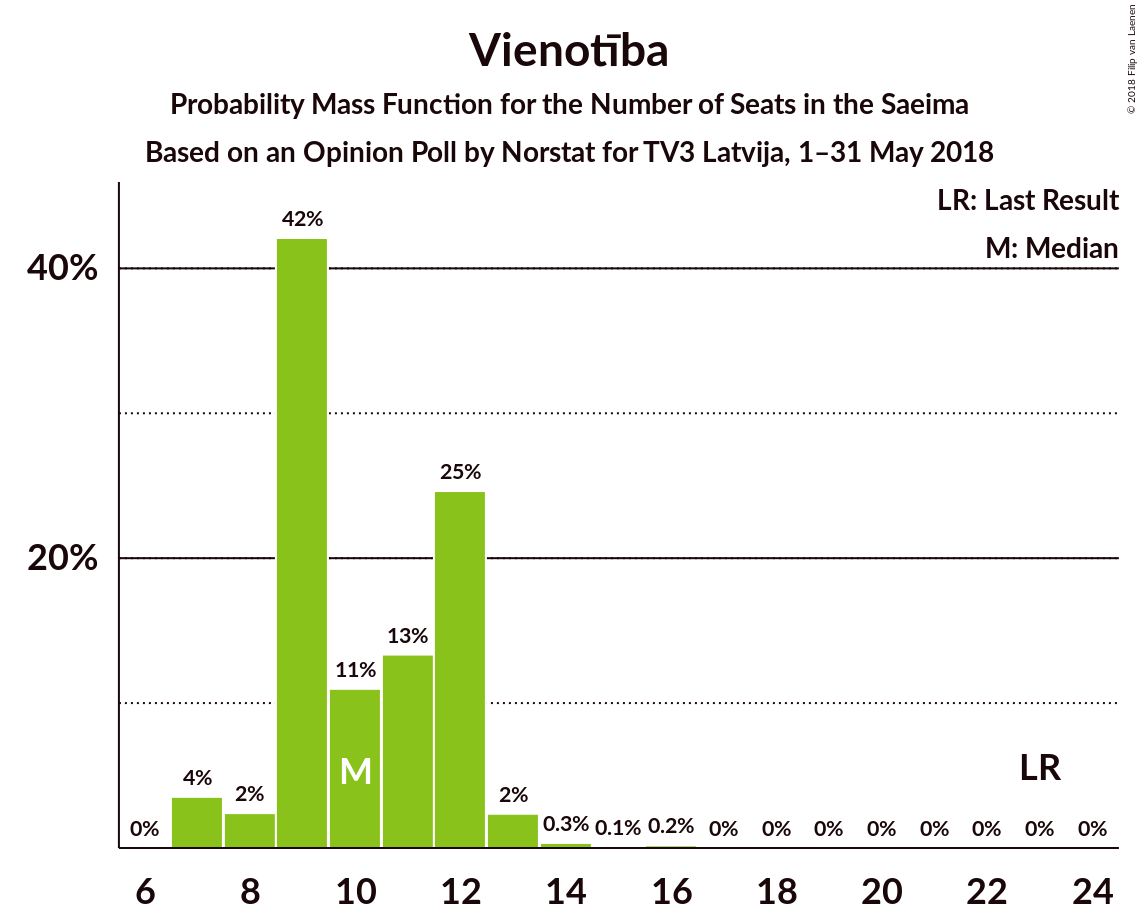 Vienotība
Probability Mass Function for the Number of Seats in the Saeima
Based on an Opinion Poll by Norstat for TV3 Latvija, 1–31 May 2018
© 2018 Filip van Laenen
LR: Last Result
M: Median
40%
20%
0%
4%
2%
42%
11%
13%
25%
2%
0.3%
0.1%
0.2%
0%
0%
0%
0%
0%
0%
0%
0%
M
LR
6 8 10 12 14 16 18 20 22 24